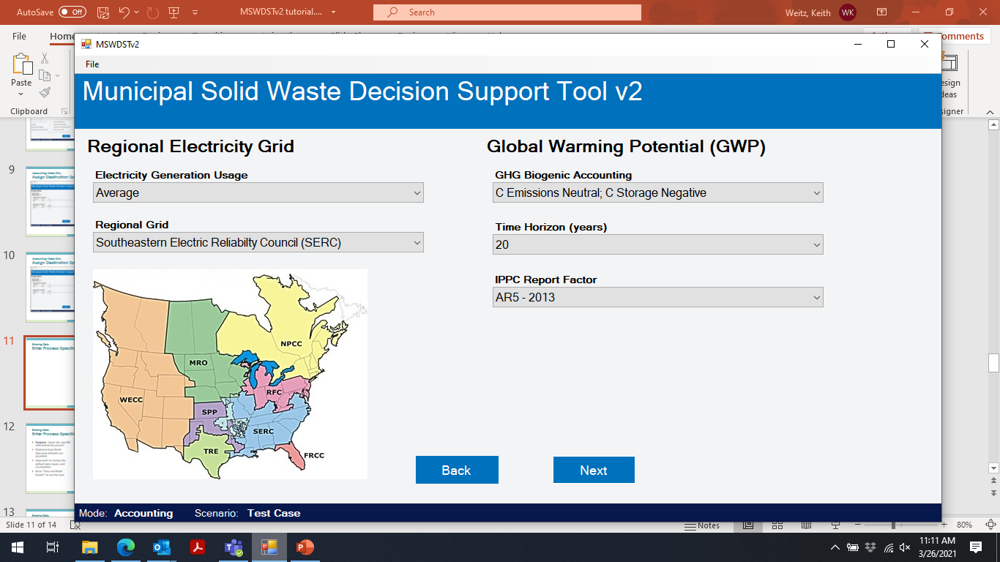 AutoSave Off
MSWDSTv2 tutorial....
Search
Weitz, Keith
WK
File
Home
Comments
MSWDSTv2
File
Paste
Clipboard
Municipal Solid Waste Decision Support Tool v2
Regional Electricity Grid
Electricity Generation Usage
Average
Regional Grid
Southeastern Electric Reliabilty Council (SERC)
NPCC
MRO
RFC
WECC
SPP
SERC
TRE
FRCC
Global Warming Potential (GWP)
GHG Biogenic Accounting
C Emissions Neutral; C Storage Negative
Time Horizon (years)
20
IPPC Report Factor
AR5 - 2013
Back
Next
Mode: Accounting Scenario: Test Case
9
10
11
12
13
Slide 11 of 14
Notes
80%
11:11 AM
3/26/2021